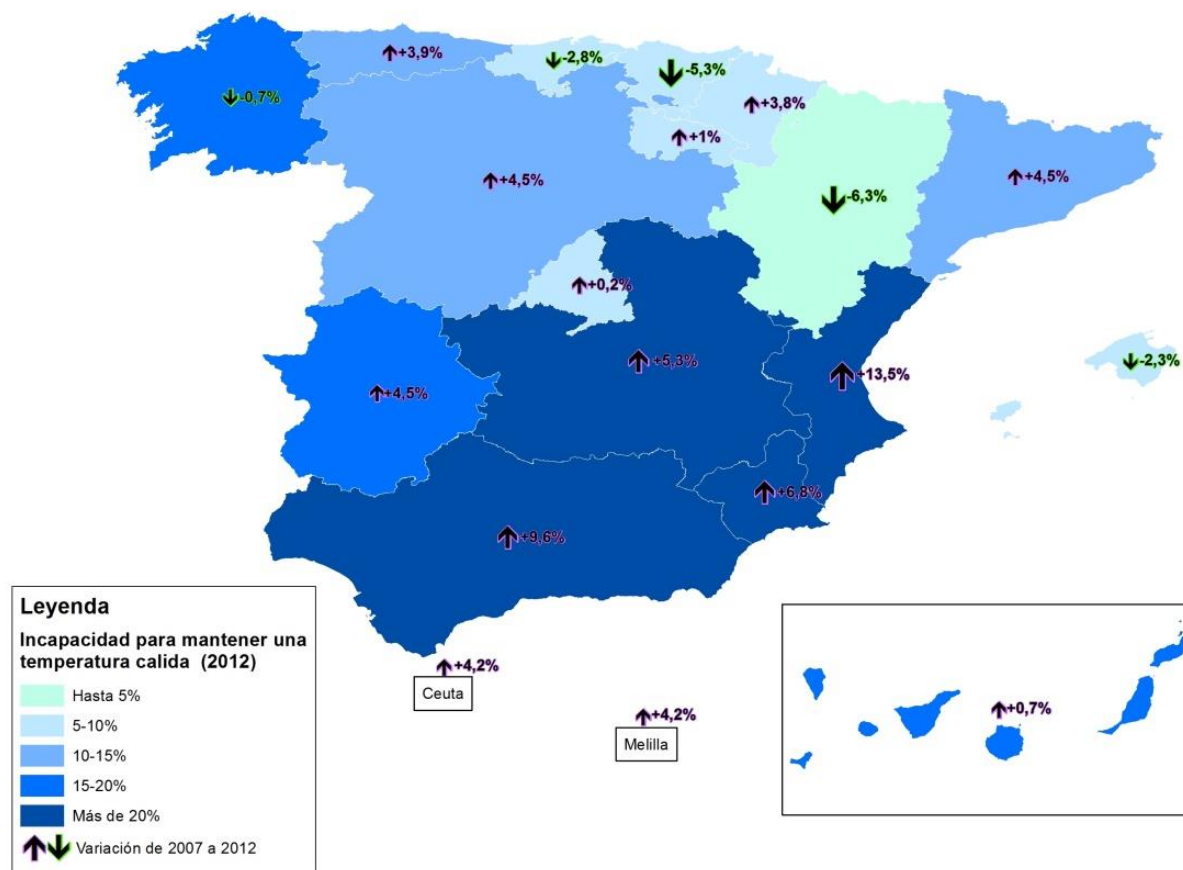 +3,9%
-2,8%
-5,3%
-0,7%
+3,8%
+1%
+4,5%
+4,5%
-6,3%
+0,2%
+5,3%
+13,5%
-2,3%
+4,5%
+6,8%
+9,6%
Leyenda
Incapacidad para mantener una
temperatura calida (2012)
Hasta 5%
5-10%
10-15%
15-20%
Más de 20%
Variación de 2007 a 2012
+4,2%
Ceuta
+4,2%
Melilla
+0,7%